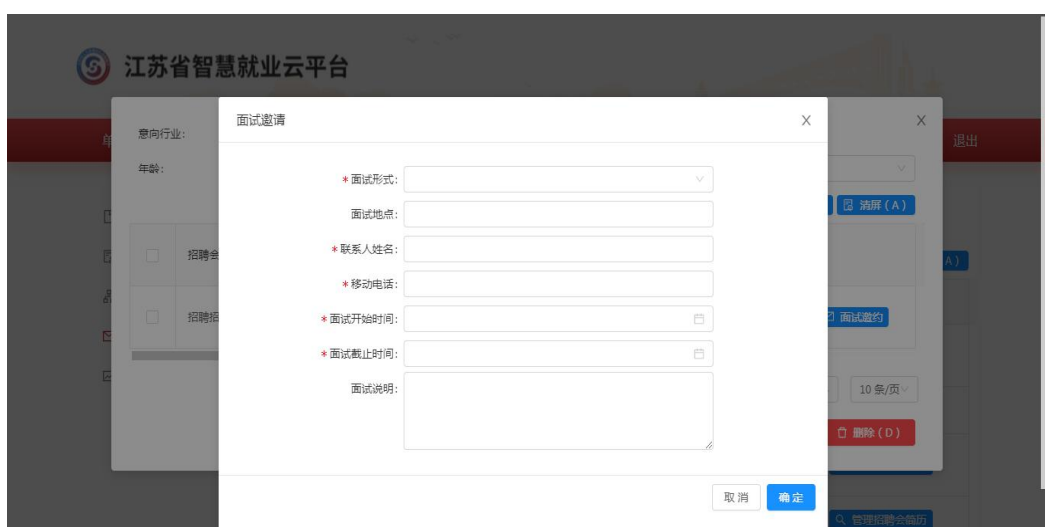 江苏省智慧就业云平台
单
退出
意向行业:
X
年龄:
清屏(A)
招聘会
A)
招聘招
面试邀约
10 条/页
删除(D)
管理招聘会简历
面试邀请
X
*面试形式:
面试地点:
*联系人姓名:
*移动电话:
*面试开始时间:
*面试截止时间:
面试说明:
取消
确定